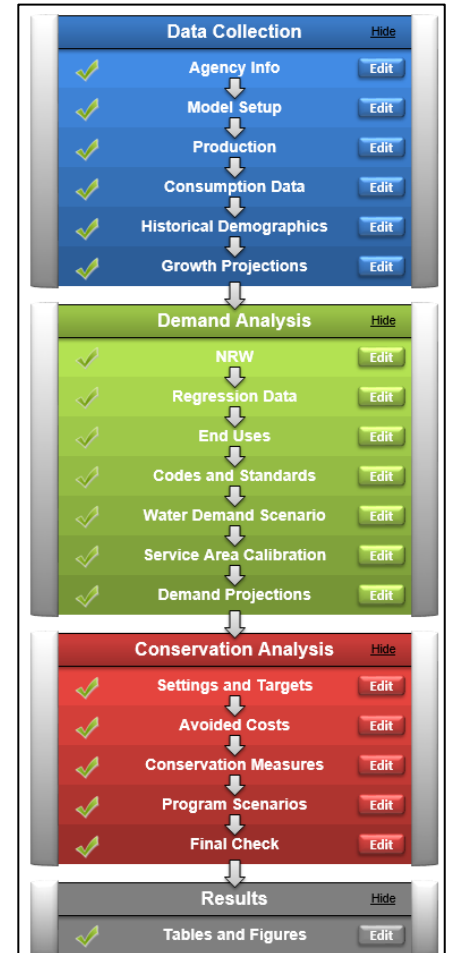 Data Collection Hide
Agency Info Edit
Model Setup Edit
Production Edit
Consumption Data Edit
Historical Demographics Edit
Growth Projections Edit
Demand Analysis Hide
NRW Edit
Regression Data Edit
End Uses Edit
Codes and Standards Edit
Water Demand Scenario Edit
Service Area Calibration Edit
Demand Projections Edit
Conservation Analysis Hide
Settings and Targets Edit
Avoided Costs Edit
Conservation Measures Edit
Program Scenarios Edit
Final Check Edit
Results Hide
Tables and Figures Edit